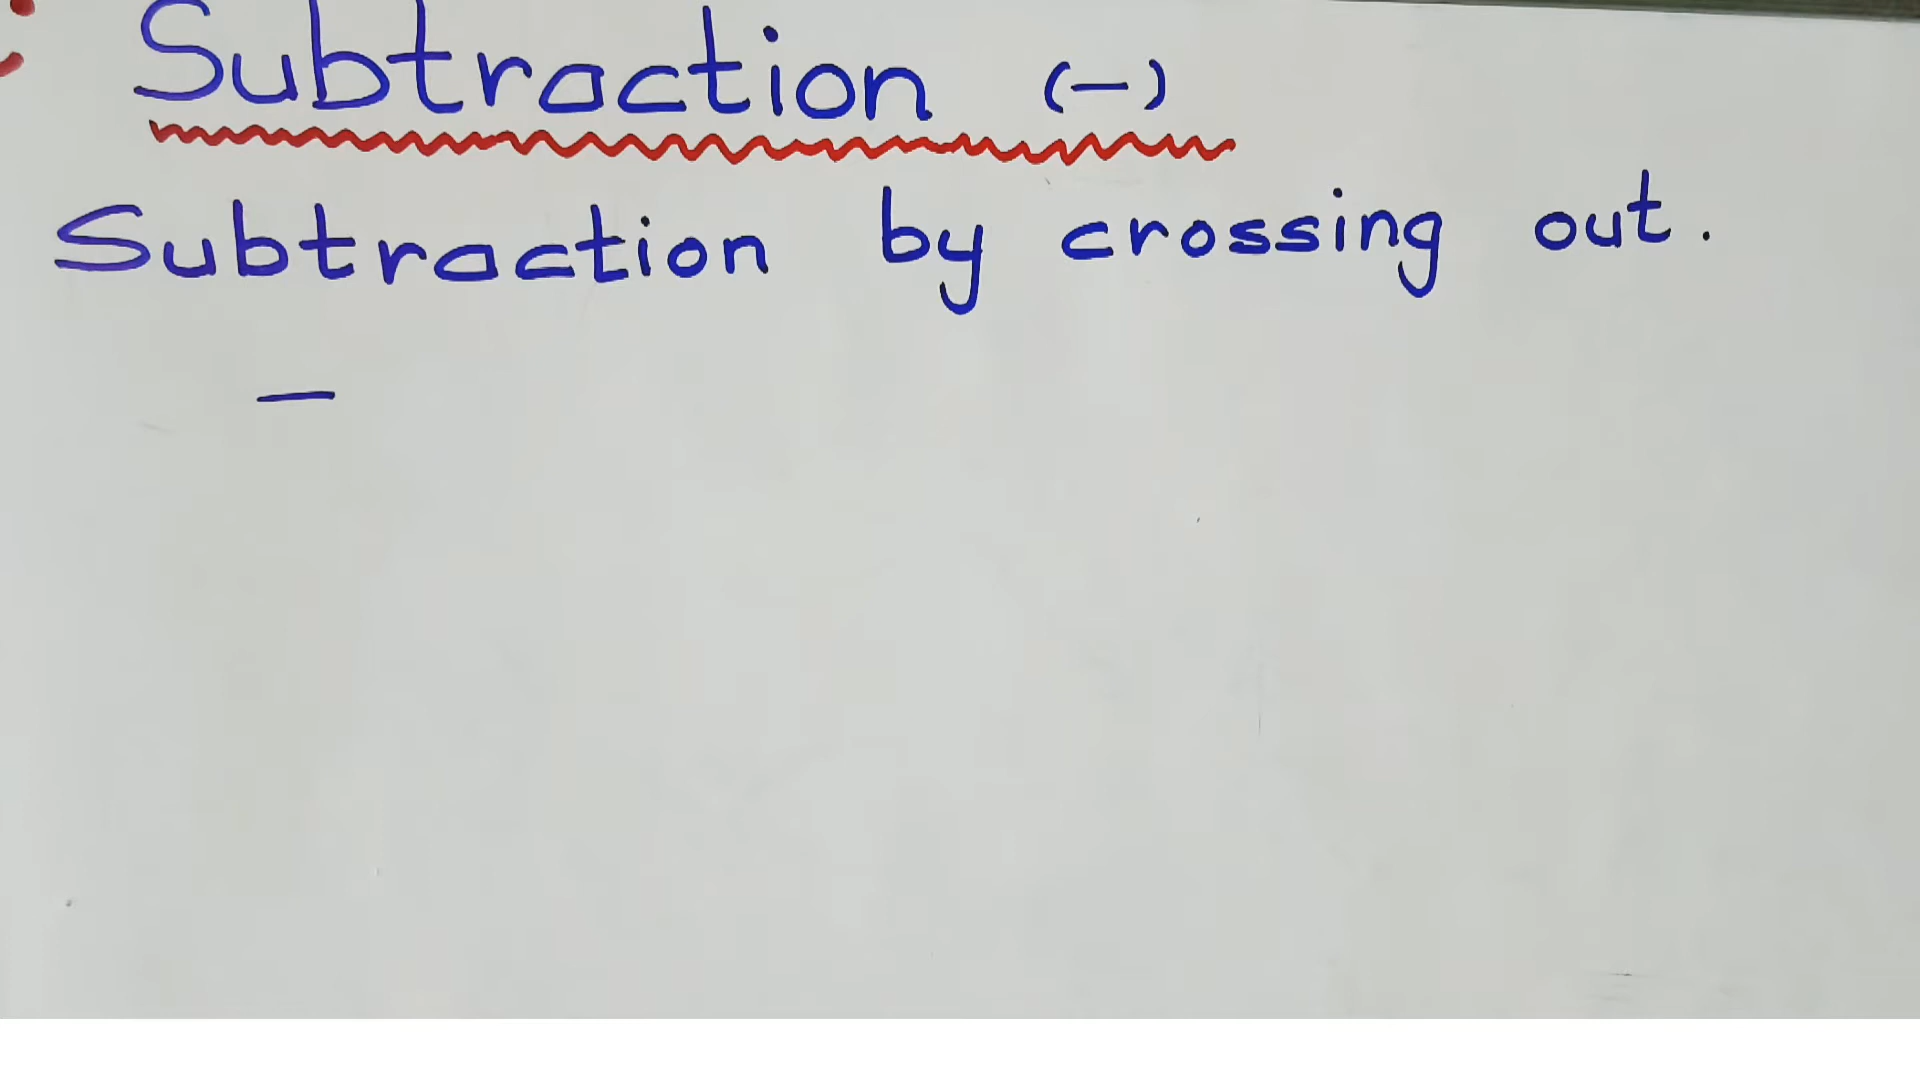 Subtraction (-)
Subtraction by crossing out.
-